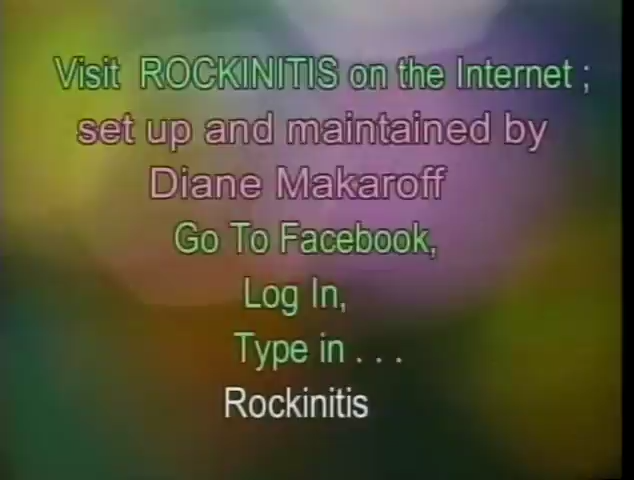 Visit ROCKINITIS on the Internet ;
set up and maintained by
Diane Makaroff
Go To Facebook,
Log In,
Type in . . .
Rockinitis